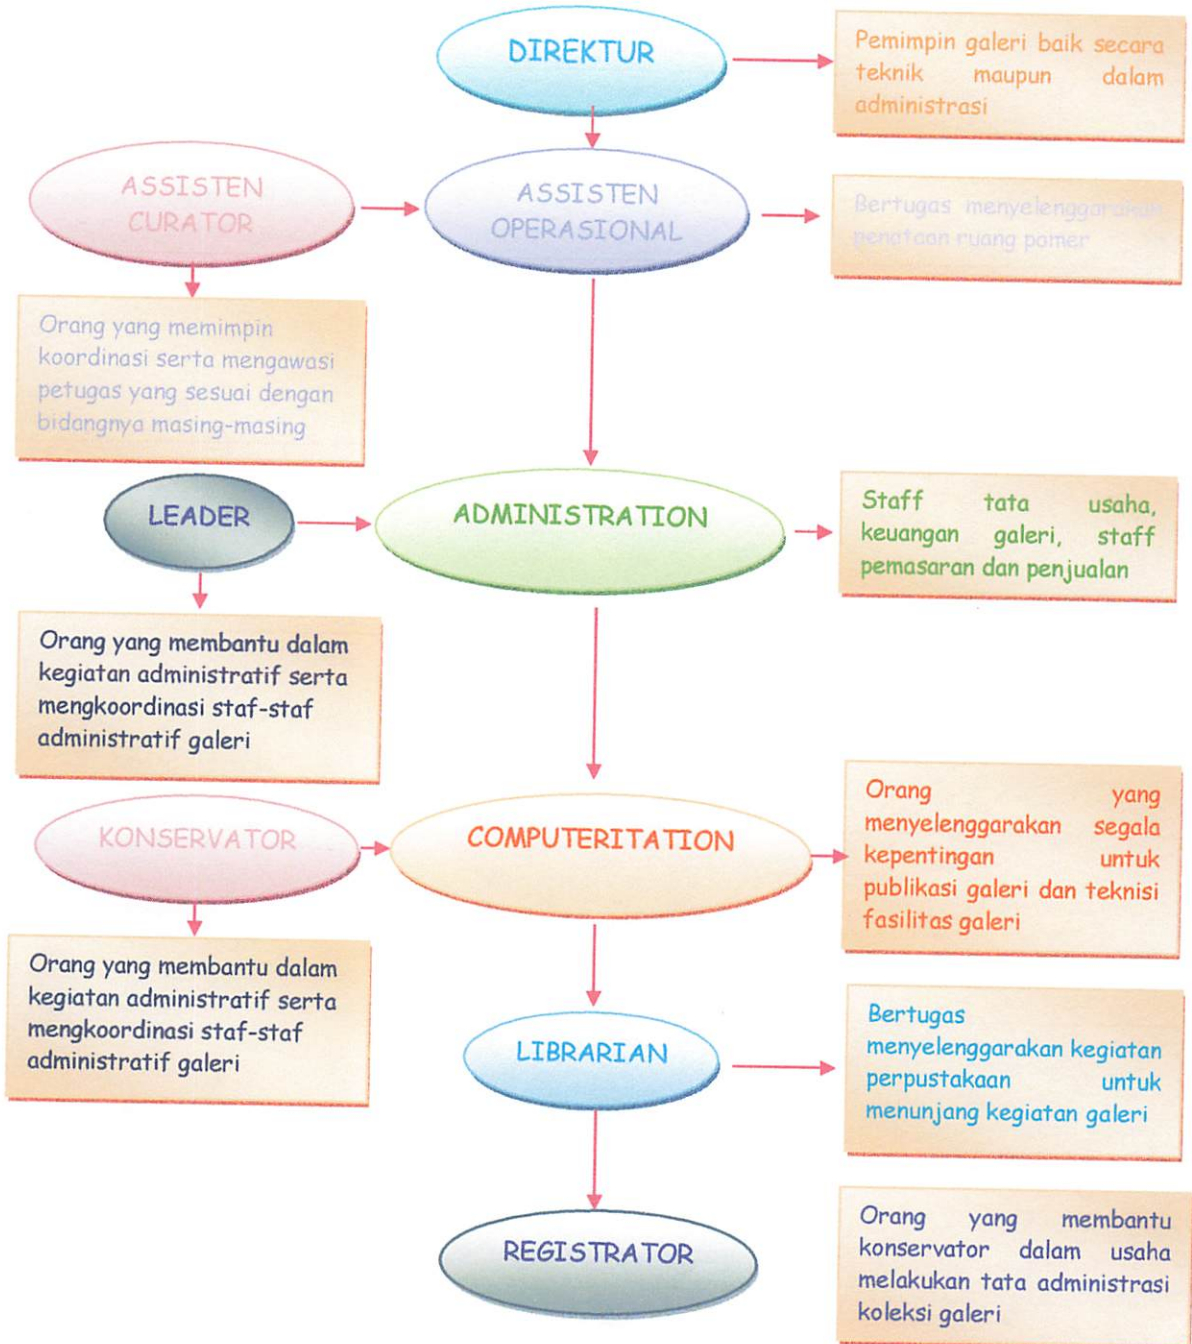 DIREKTUR
Pemimpin galeri baik secara
teknik maupun dalam
administrasi
ASSISTEN
CURATOR
ASSISTEN
OPERASIONAL
Bertugas menyelenggarakan
penataan ruang pamer
Orang yang memimpin
koordinasi serta mengawasi
petugas yang sesuai dengan
bidangnya masing-masing
LEADER
ADMINISTRATION
Staff tata usaha,
keuangan galeri, staff
pemasaran dan penjualan
Orang yang membantu dalam
kegiatan administratif serta
mengkoordinasi staf-staf
administratif galeri
KONSERVATOR
COMPUTERITATION
Orang yang
menyelenggarakan segala
kepentingan untuk
publikasi galeri dan teknisi
fasilitas galeri
Orang yang membantu dalam
kegiatan administratif serta
mengkoordinasi staf-staf
administratif galeri
LIBRARIAN
Bertugas
menyelenggarakan kegiatan
perpustakaan untuk
menunjang kegiatan galeri
REGISTRATOR
Orang yang membantu
konservator dalam usaha
melakukan tata administrasi
koleksi galeri